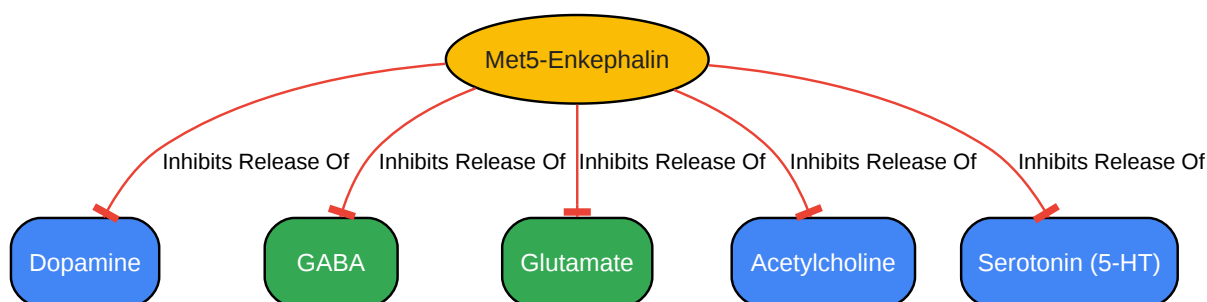 Met5-Enkephalin
Inhibits Release Of
Inhibits Release Of
Inhibits Release Of
Inhibits Release Of
Inhibits Release Of
Dopamine
GABA
Glutamate
Acetylcholine
Serotonin (5-HT)